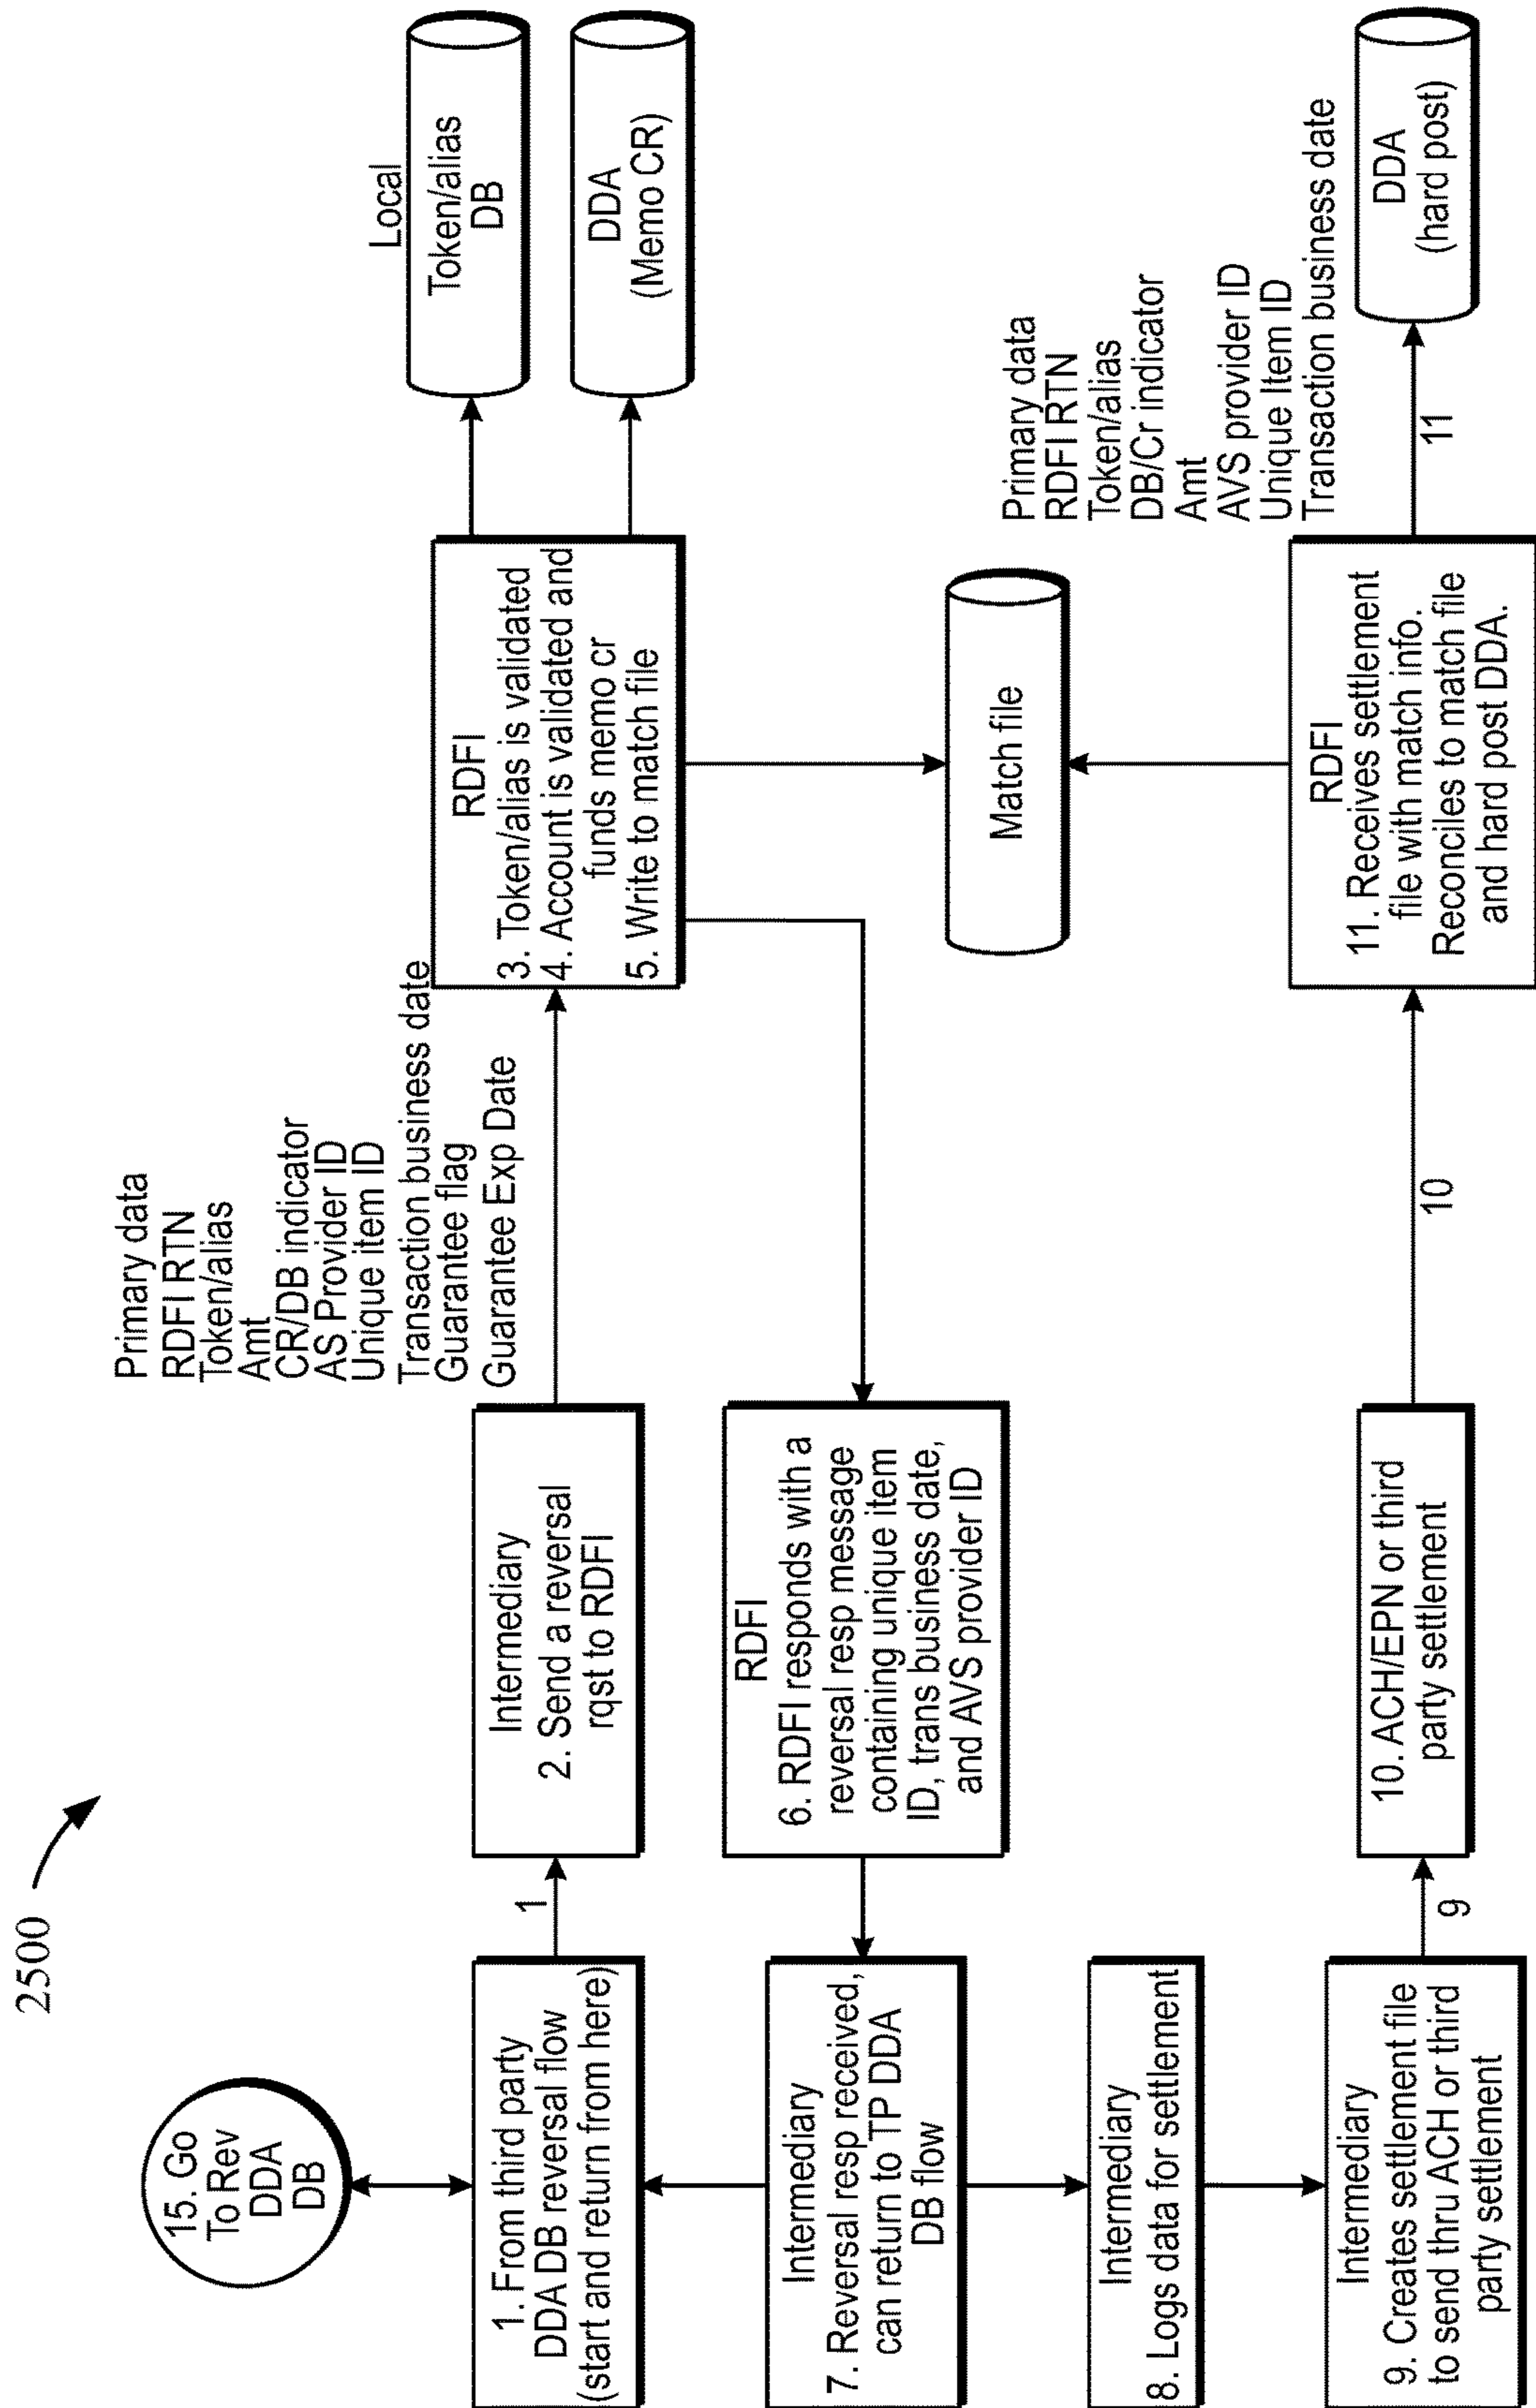 2500
15. Go
To Rev
DDA
DB
1. From third party
DDA DB reversal flow
(start and return from here)
1
Intermediary
2. Send a reversal
rqst to RDFI
Primary data
RDFI RTN
Token/alias
Amt
CR/DB indicator
AS Provider ID
Unique item ID
Transaction business date
Guarantee flag
Guarantee Exp Date
RDFI
3. Token/alias is validated
4. Account is validated and
funds memo cr
5. Write to match file
Local
Token/alias
DB
DDA
(Memo CR)
Intermediary
7. Reversal resp received,
can return to TP DDA
DB flow
RDFI
6. RDFI responds with a
reversal resp message
containing unique item
ID, trans business date,
and AVS provider ID
Match file
Intermediary
8. Logs data for settlement
Intermediary
9. Creates settlement file
to send thru ACH or third
party settlement
9
10. ACH/EPN or third
party settlement
10
RDFI
11. Receives settlement
file with match info.
Reconciles to match file
and hard post DDA.
Primary data
RDFI RTN
Token/alias
DB/Cr indicator
Amt
AVS provider ID
Unique Item ID
Transaction business date
11
DDA
(hard post)